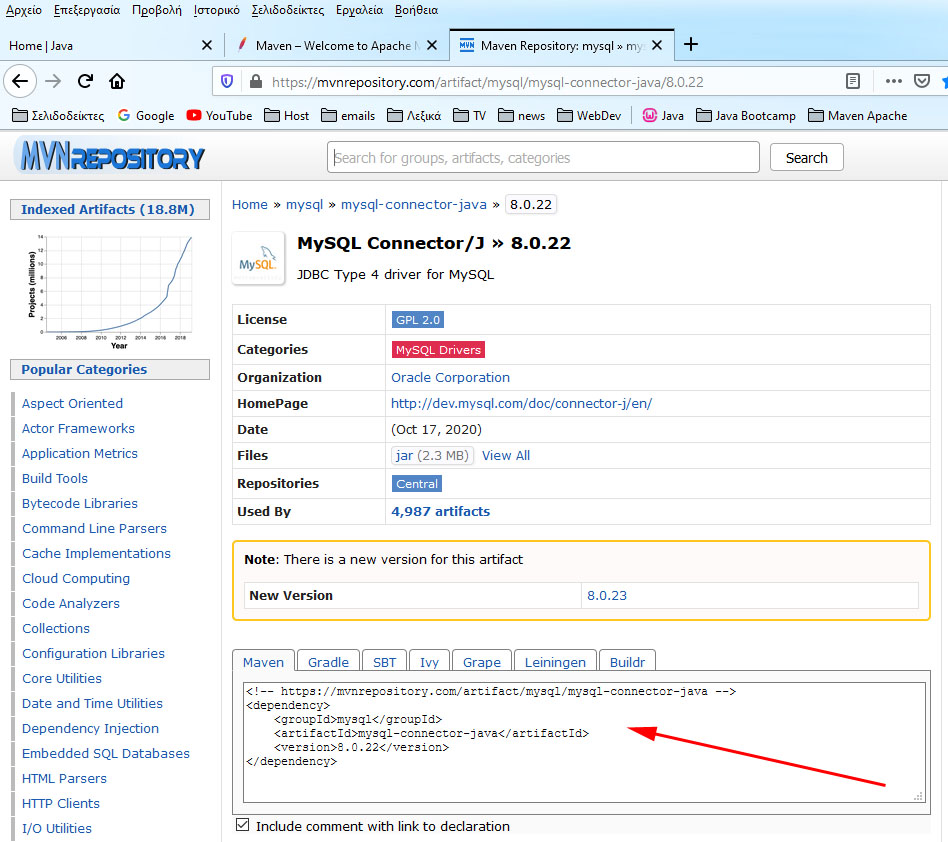 Αρχείο Επεξεργασία Προβολή Ιστορικό Σελιδοδείκτες Εργαλεία Βοήθεια
Home | Java
Maven – Welcome to Apache M
Maven Repository: mysql » mys
https://mvnrepository.com/artifact/mysql/mysql-connector-java/8.0.22
Σελιδοδείκτες Google YouTube Host emails Λεξικά TV news WebDev Java Java Bootcamp Maven Apache
MVNREPOSITORY
Search for groups, artifacts, categories
Search
Indexed Artifacts (18.8M)
Projects (millions)
14
12
10
8
6
4
2
0
2006 2008 2010 2012 2014 2016 2018
Year
Popular Categories
Aspect Oriented
Actor Frameworks
Application Metrics
Build Tools
Bytecode Libraries
Command Line Parsers
Cache Implementations
Cloud Computing
Code Analyzers
Collections
Configuration Libraries
Core Utilities
Date and Time Utilities
Dependency Injection
Embedded SQL Databases
HTML Parsers
HTTP Clients
I/O Utilities
Home » mysql » mysql-connector-java » 8.0.22
MySQL
MySQL Connector/J » 8.0.22
JDBC Type 4 driver for MySQL
License GPL 2.0
Categories MySQL Drivers
Organization Oracle Corporation
HomePage http://dev.mysql.com/doc/connector-j/en/
Date (Oct 17, 2020)
Files jar (2.3 MB) View All
Repositories Central
Used By 4,987 artifacts
Note: There is a new version for this artifact
New Version 8.0.23
Maven Gradle SBT Ivy Grape Leiningen Buildr
<!-- https://mvnrepository.com/artifact/mysql/mysql-connector-java -->
<dependency>
    <groupId>mysql</groupId>
    <artifactId>mysql-connector-java</artifactId>
    <version>8.0.22</version>
</dependency>
Include comment with link to declaration